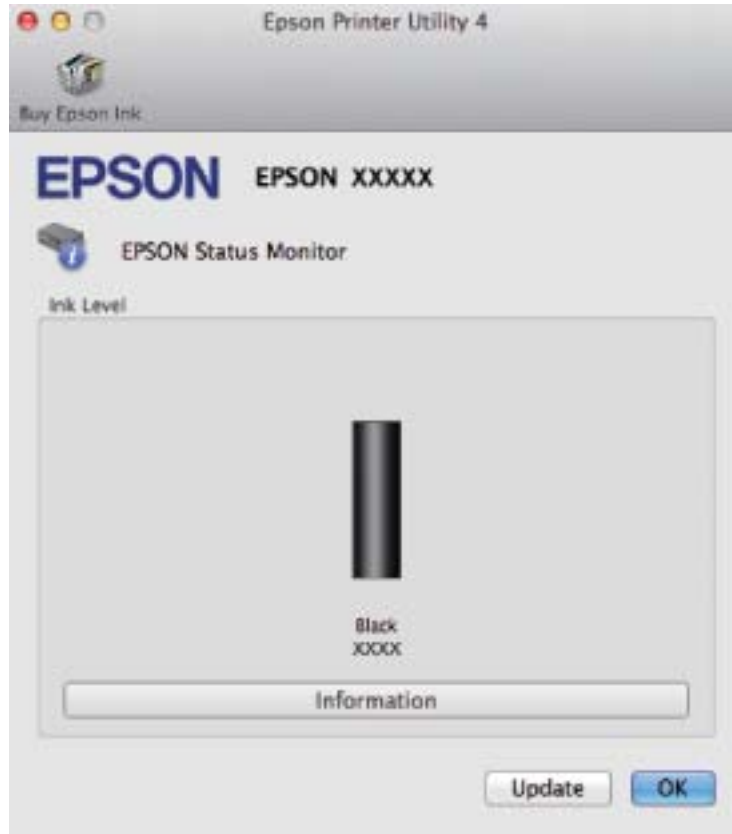 Epson Printer Utility 4
Buy Epson Ink
EPSON EPSON XXXXX
EPSON Status Monitor
Ink Level
Black
XXXX
Information
Update OK